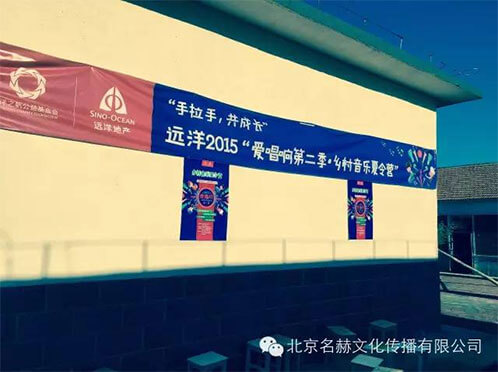 SINO-OCEAN
远洋地产
“手拉手，共成长”
远洋2015“爱唱响第二季·乡村音乐夏令营”
北京名赫文化传播有限公司